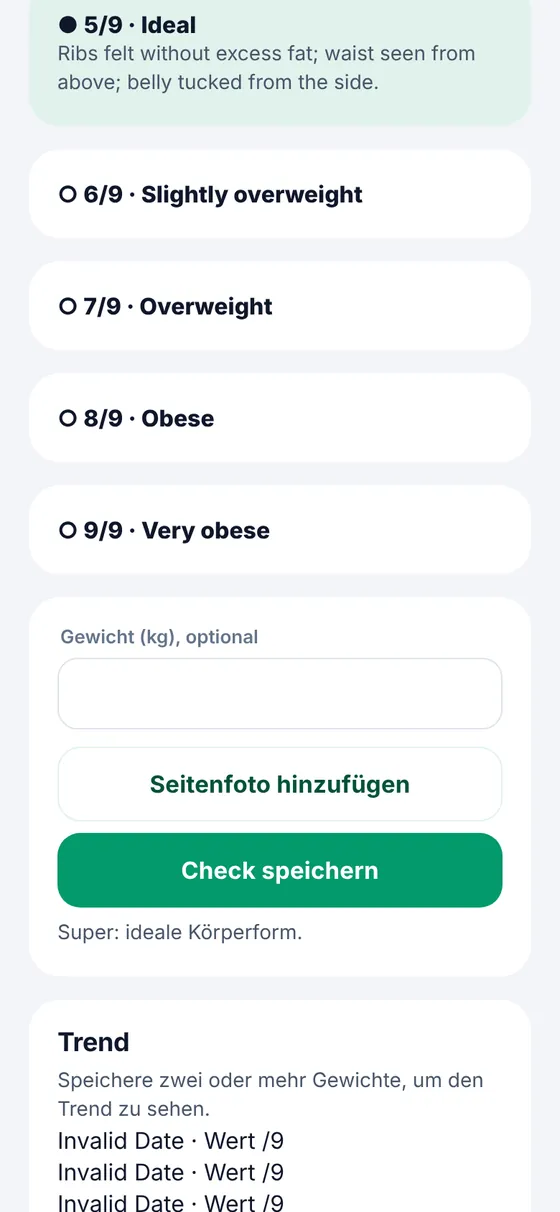 5/9 · Ideal
Ribs felt without excess fat; waist seen from
above; belly tucked from the side.
6/9 · Slightly overweight
7/9 · Overweight
8/9 · Obese
9/9 · Very obese
Gewicht (kg), optional
Seitenfoto hinzufügen
Check speichern
Super: ideale Körperform.
Trend
Speichere zwei oder mehr Gewichte, um den
Trend zu sehen.
Invalid Date · Wert /9
Invalid Date · Wert /9
Invalid Date · Wert /9